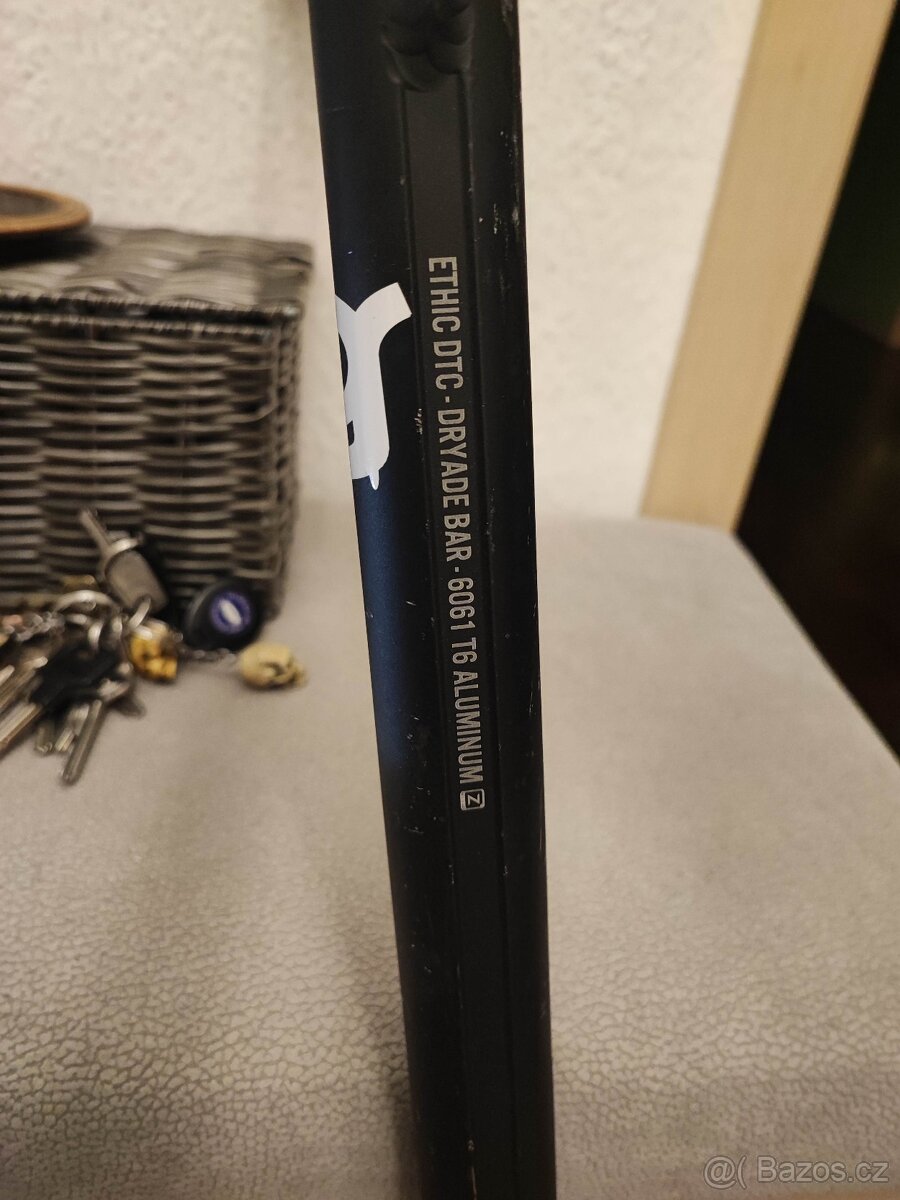 ETHIC DTC - DRYADE BAR - 6061 T6 ALUMINUM Z
@( Bazos.cz